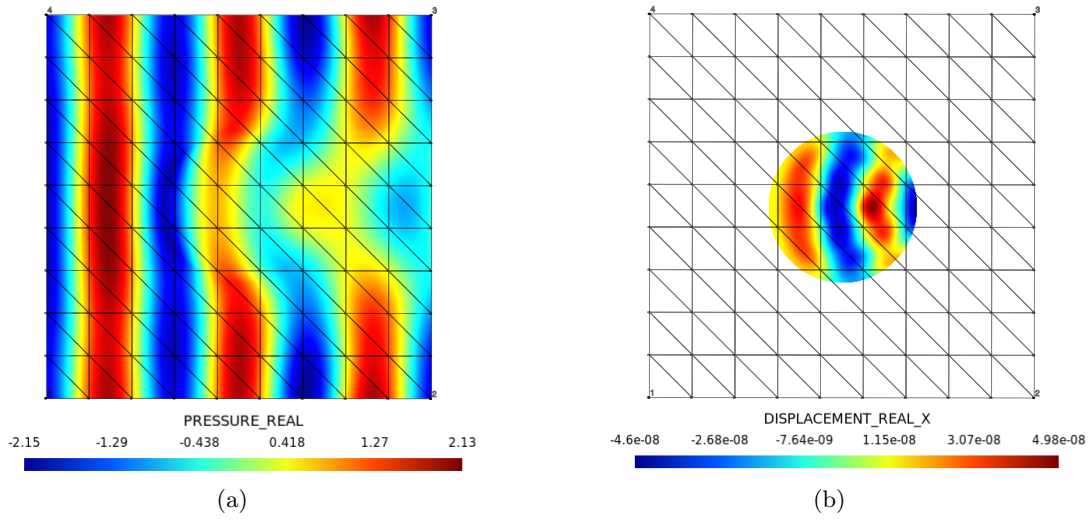 4 3
4 3
2
1 2
PRESSURE_REAL
-2.15 -1.29 -0.438 0.418 1.27 2.13
(a)
DISPLACEMENT_REAL_X
-4.6e-08 -2.68e-08 -7.64e-09 1.15e-08 3.07e-08 4.98e-08
(b)